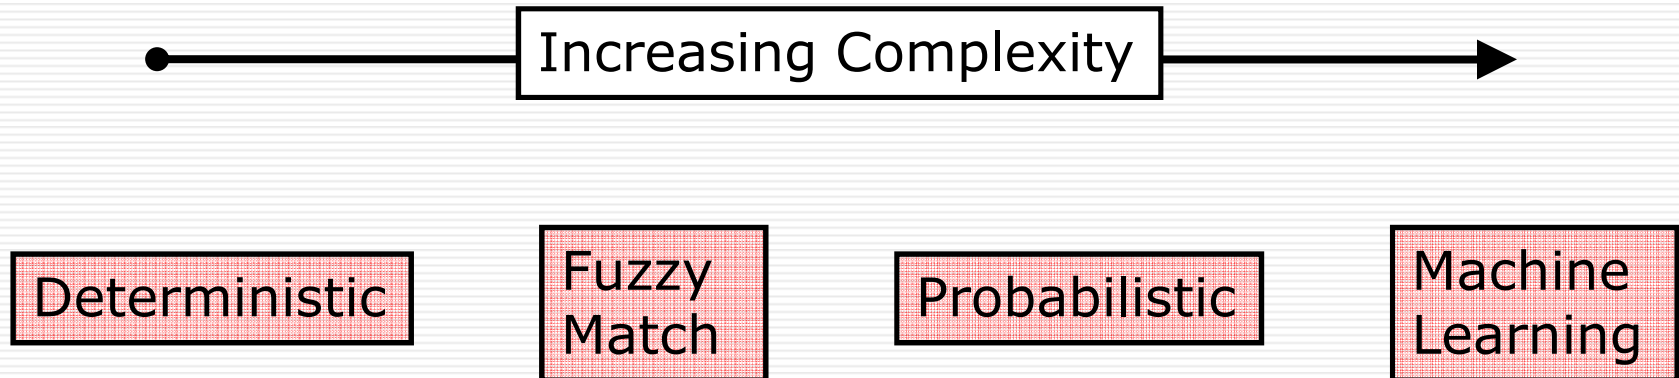 Increasing Complexity
Deterministic
Fuzzy
Match
Probabilistic
Machine
Learning